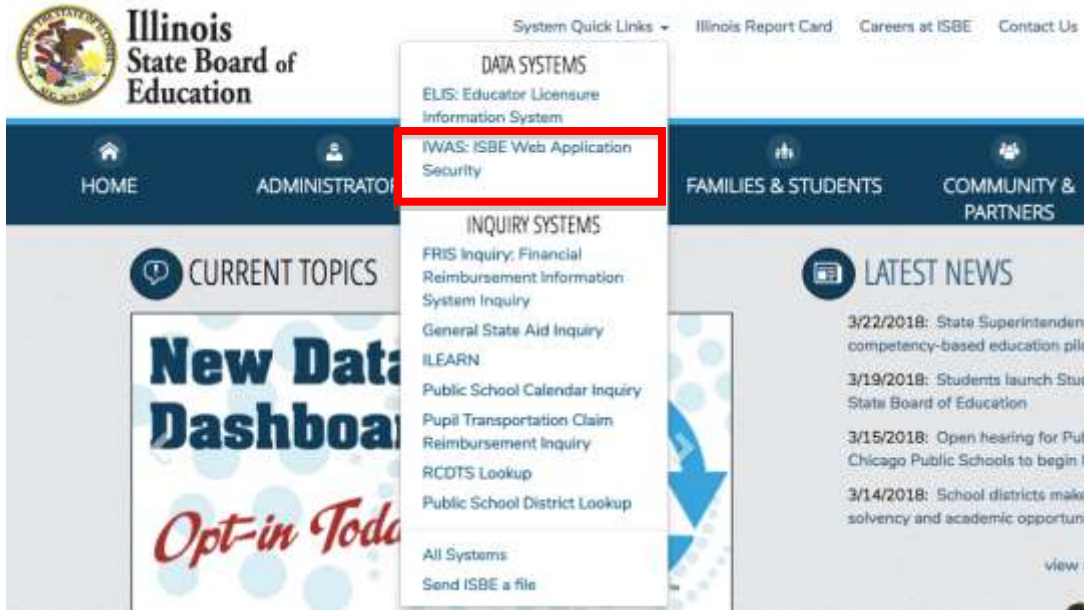 Illinois
State Board of
Education
System Quick Links
Illinois Report Card
Careers at ISBE
Contact Us
DATA SYSTEMS
ELIS: Educator Licensure
Information System
IWAS: ISBE Web Application
Security
HOME
ADMINISTRATOR
FAMILIES & STUDENTS
COMMUNITY &
PARTNERS
INQUIRY SYSTEMS
FRIS Inquiry: Financial
Reimbursement Information
System Inquiry
General State Aid Inquiry
ILEARN
Public School Calendar Inquiry
Pupil Transportation Claim
Reimbursement Inquiry
RCDTS Lookup
Public School District Lookup
All Systems
Send ISBE a file
CURRENT TOPICS
New Data
Dashboa
Opt-in Toda
LATEST NEWS
3/22/2018: State Superintenden
competency-based education pil
3/19/2018: Students launch Stu
State Board of Education
3/15/2018: Open hearing for Pu
Chicago Public Schools to begin
3/14/2018: School districts make
solvency and academic opportun
view